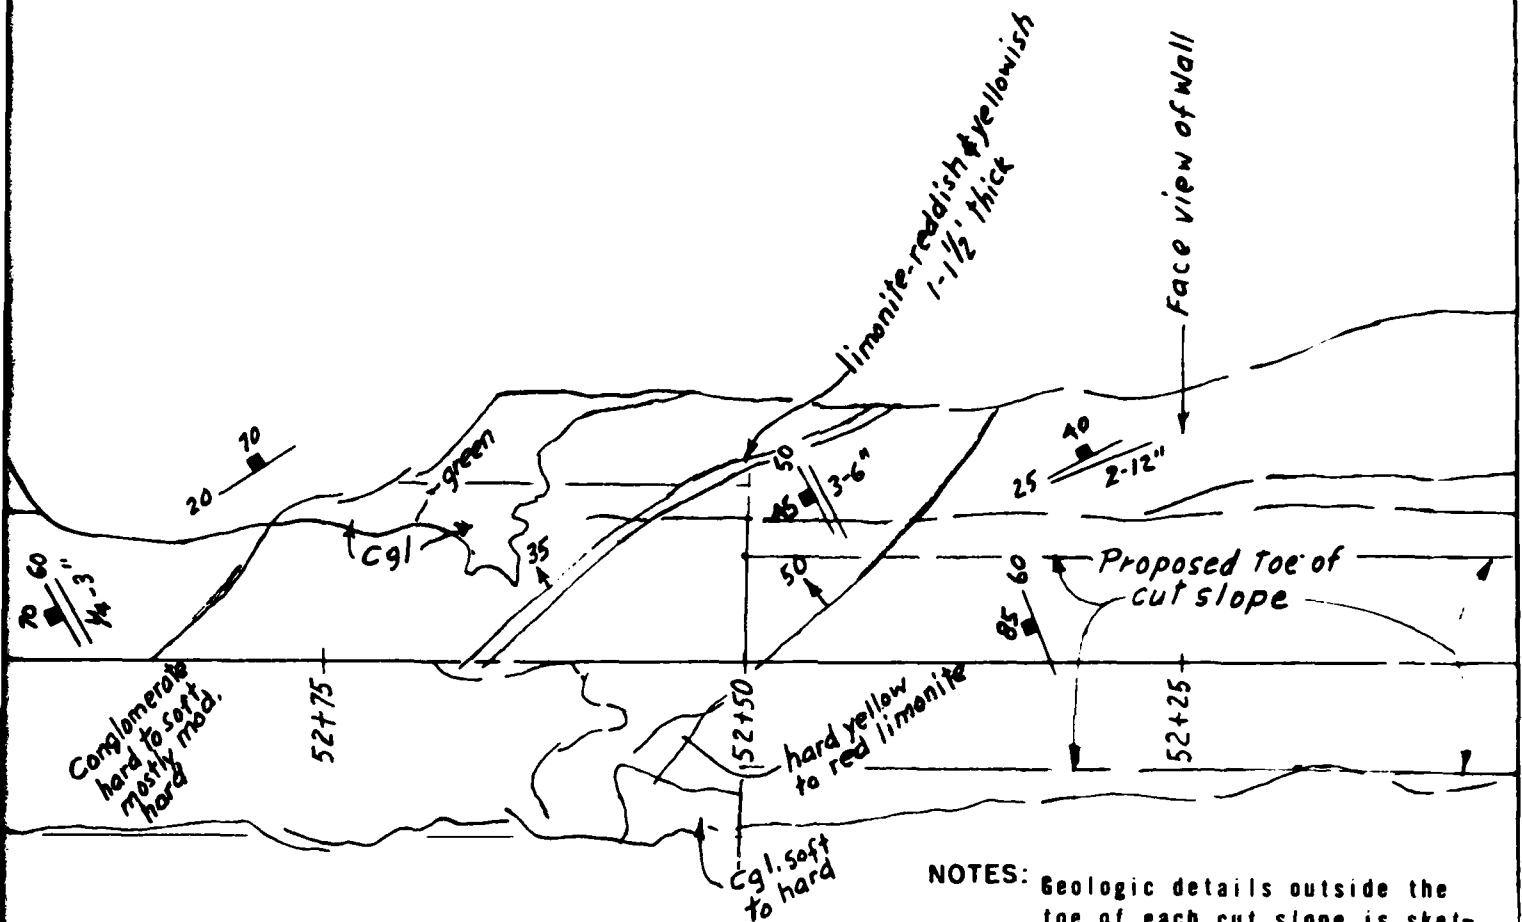 limonite-reddish & yellowish
1-1½' thick
Face view of Wall
70
20
green
cgl
35
50
45
3-6"
40
25
2-12"
50
60
85
Proposed Toe of
cut slope
60
70
¼-3"
Conglomerate
hard to soft
mostly mod.
hard
52+75
52+50
52+25
hard yellow
to red limonite
cgl. soft
to hard
NOTES: Geologic details outside the
toe of each cut slope is sket-